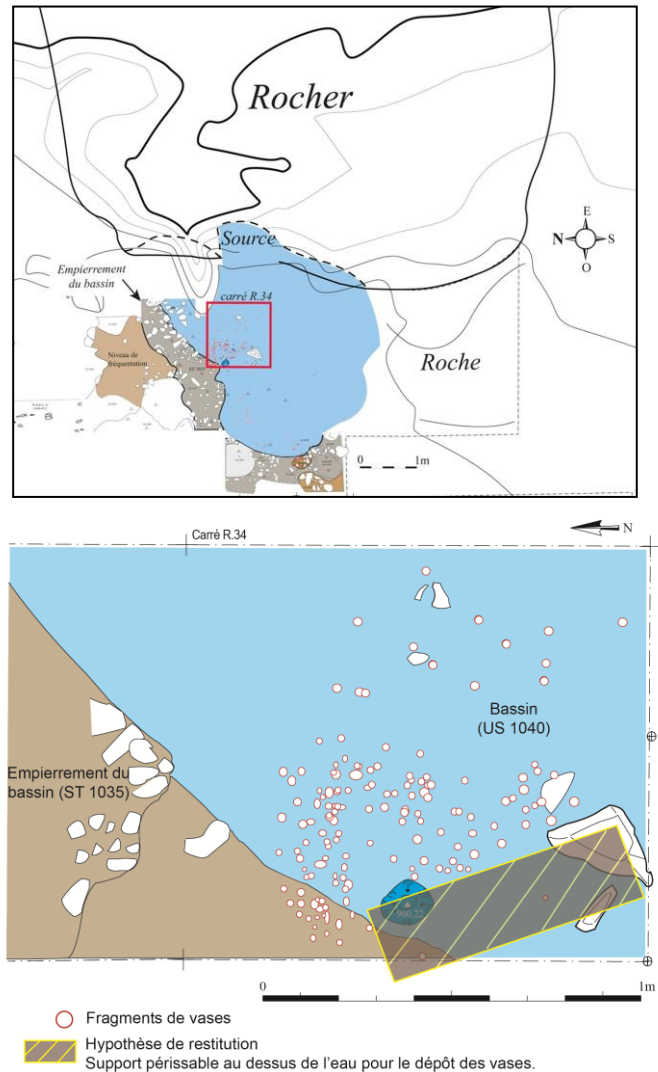 Rocher
E
N
S
O
Source
Empierrement du
bassin
carré R.34
Niveau de
fréquentation
Roche
0
1m
Carré R.34
N
Bassin
(US 1040)
Empierrement du
bassin (ST 1035)
900.22
0
1m
Fragments de vases
Hypothèse de restitution
Support périssable au dessus de l'eau pour le dépôt des vases.